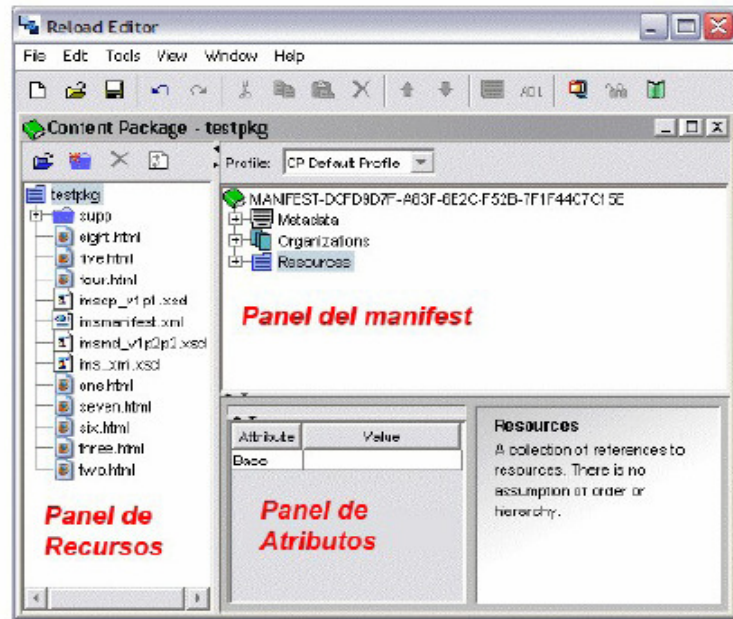 Reload Editor
File Edit Tools View Window Help
Content Package - testpkg
Profile: CP Default Profile
testpkg
supp
eight.html
five.html
four.html
imscp_v1p1.xsd
imsmanifest.xml
imsmd_v1p2p2.xsd
ims_xml.xsd
one.html
seven.html
six.html
three.html
two.html
Panel de
Recursos
Metadata
Organizations
Resources
Panel del manifest
Attribute Value
Base
Panel de
Atributos
Resources
A collection of references to
resources. There is no
assumption of order or
hierarchy.